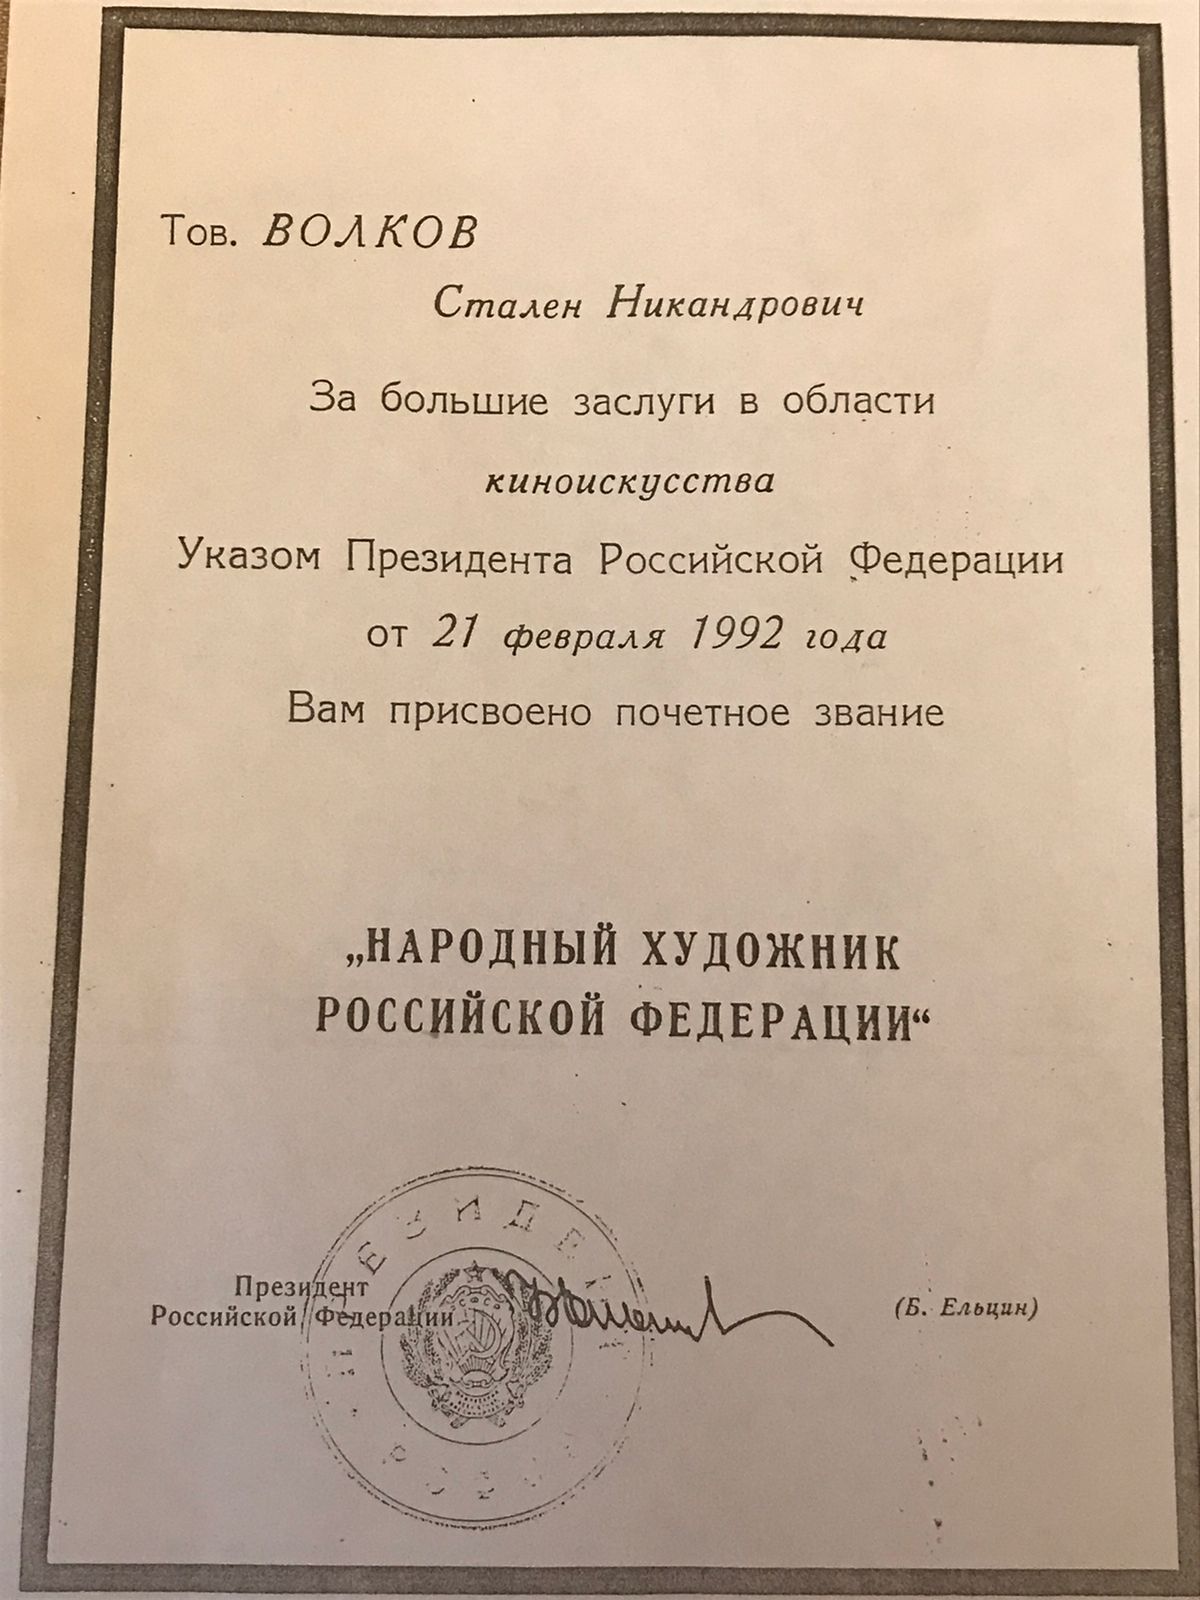 Тов. ВОЛКОВ
Стален Никандрович
За большие заслуги в области
киноискусства
Указом Президента Российской Федерации
от 21 февраля 1992 года
Вам присвоено почетное звание
„НАРОДНЫЙ ХУДОЖНИК
РОССИЙСКОЙ ФЕДЕРАЦИИ“
Президент
Российской Федерации
(Б. Ельцин)